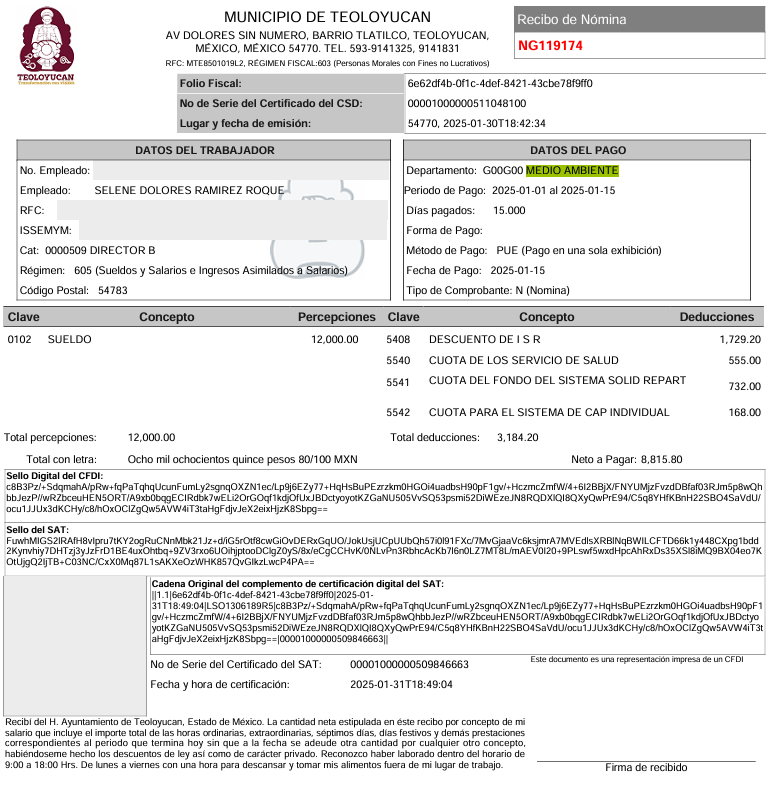 TEOLOYUCAN
MUNICIPIO DE TEOLOYUCAN
AV DOLORES SIN NUMERO, BARRIO TLATILCO, TEOLOYUCAN,
MÉXICO, MÉXICO 54770. TEL. 593-9141325, 9141831
RFC: MTE8501019L2, RÉGIMEN FISCAL:603 (Personas Morales con Fines no Lucrativos)
Recibo de Nómina
NG119174
Folio Fiscal: 6e62df4b-0f1c-4def-8421-43cbe78f9ff0
No de Serie del Certificado del CSD: 00001000000511048100
Lugar y fecha de emisión: 54770, 2025-01-30T18:42:34
DATOS DEL TRABAJADOR
No. Empleado:
Empleado: SELENE DOLORES RAMIREZ ROQUE
RFC:
ISSEMYM:
Cat: 0000509 DIRECTOR B
Régimen: 605 (Sueldos y Salarios e Ingresos Asimilados a Salarios)
Código Postal: 54783
DATOS DEL PAGO
Departamento: G00G00 MEDIO AMBIENTE
Periodo de Pago: 2025-01-01 al 2025-01-15
Días pagados: 15.000
Forma de Pago:
Método de Pago: PUE (Pago en una sola exhibición)
Fecha de Pago: 2025-01-15
Tipo de Comprobante: N (Nomina)
Clave Concepto Percepciones Clave Concepto Deducciones
0102 SUELDO 12,000.00 5408 DESCUENTO DE I S R 1,729.20
5540 CUOTA DE LOS SERVICIO DE SALUD 555.00
5541 CUOTA DEL FONDO DEL SISTEMA SOLID REPART 732.00
5542 CUOTA PARA EL SISTEMA DE CAP INDIVIDUAL 168.00
Total percepciones: 12,000.00 Total deducciones: 3,184.20
Total con letra: Ocho mil ochocientos quince pesos 80/100 MXN Neto a Pagar: 8,815.80
Sello Digital del CFDI:
Sello del SAT:
Cadena Original del complemento de certificación digital del SAT:
||1.1|6e62df4b-0f1c-4def-8421-43cbe78f9ff0|2025-01-
No de Serie del Certificado del SAT: 00001000000509846663
Este documento es una representación impresa de un CFDI
Fecha y hora de certificación: 2025-01-31T18:49:04
Recibí del H. Ayuntamiento de Teoloyucan, Estado de México. La cantidad neta estipulada en éste recibo por concepto de mi
salario que incluye el importe total de las horas ordinarias, extraordinarias, séptimos días, días festivos y demás prestaciones
correspondientes al periodo que termina hoy sin que a la fecha se adeude otra cantidad por cualquier otro concepto,
habiéndoseme hecho los descuentos de ley así como de carácter privado. Reconozco haber laborado dentro del horario de
9:00 a 18:00 Hrs. De lunes a viernes con una hora para descansar y tomar mis alimentos fuera de mi lugar de trabajo.
Firma de recibido